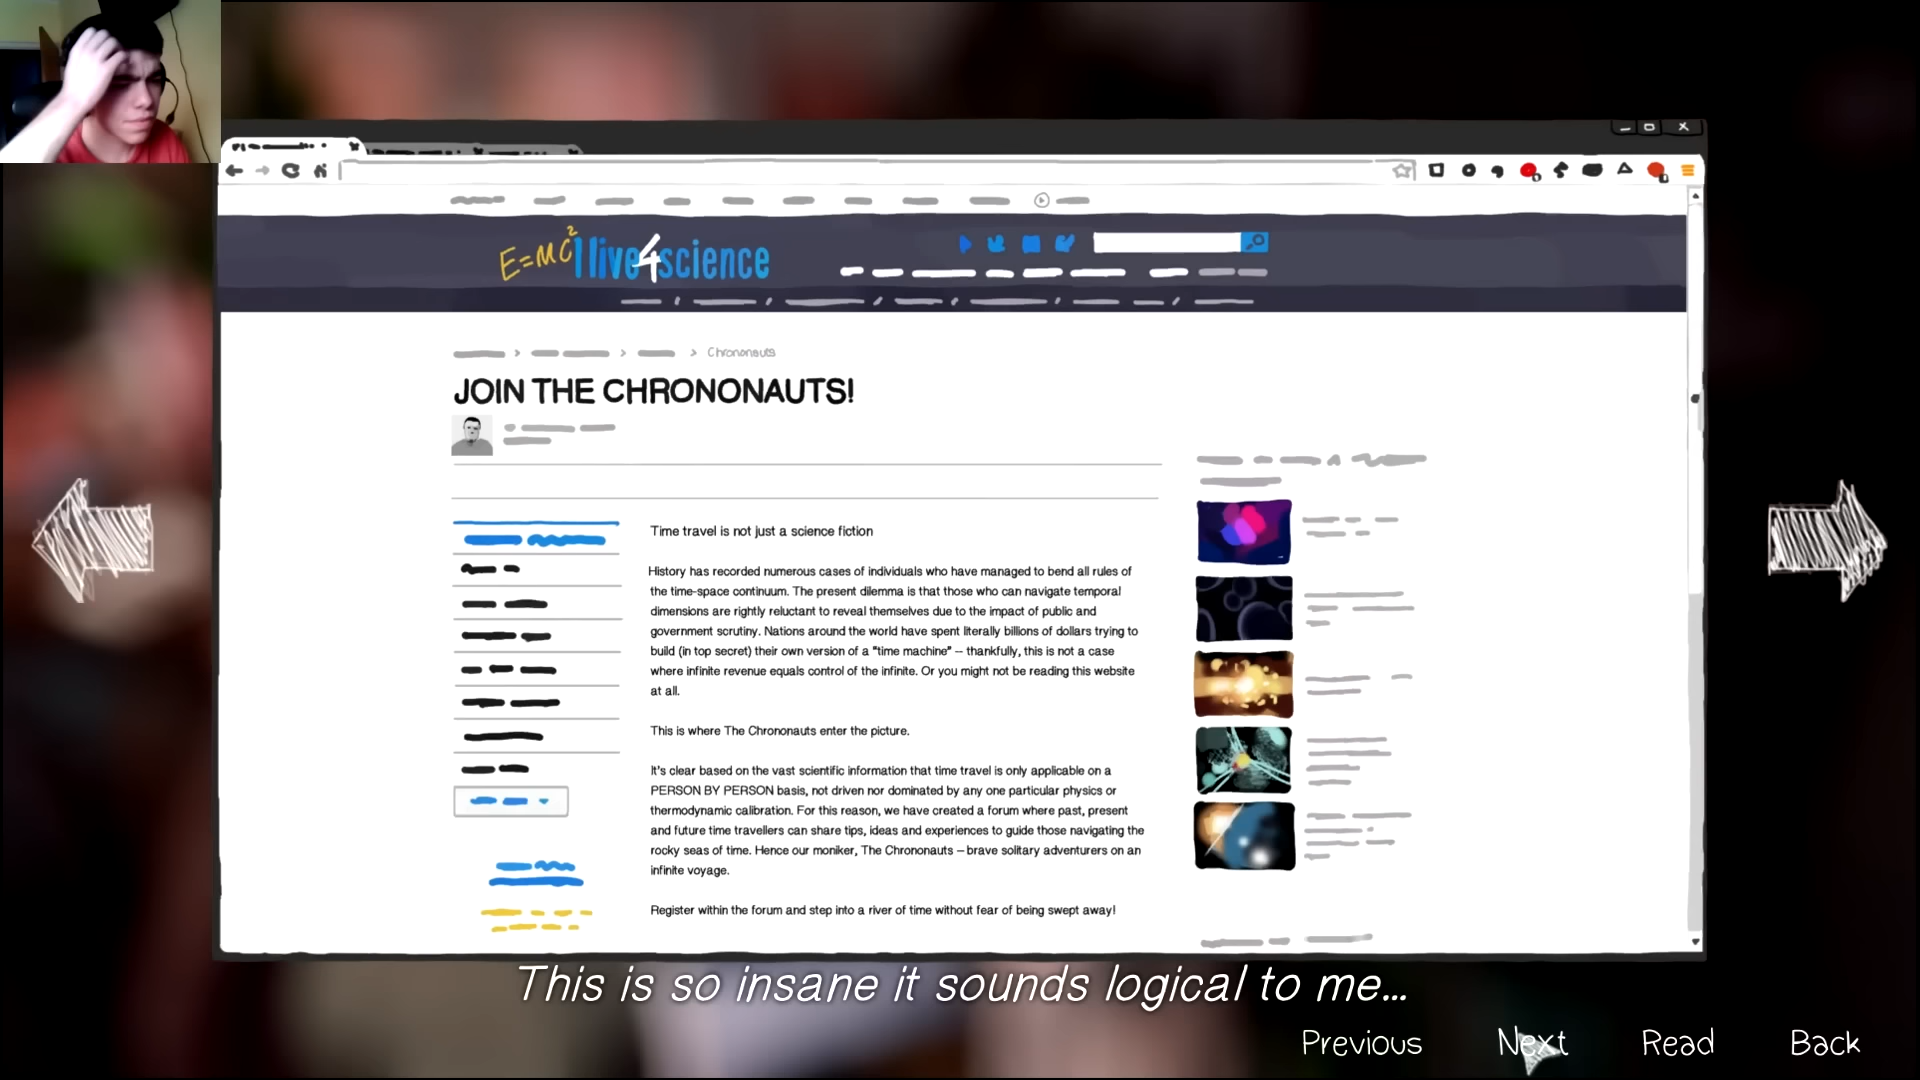 E=MC²
I live4science
Chrononauts
JOIN THE CHRONONAUTS!
Time travel is not just a science fiction
History has recorded numerous cases of individuals who have managed to bend all rules of
the time-space continuum. The present dilemma is that those who can navigate temporal
dimensions are rightly reluctant to reveal themselves due to the impact of public and
government scrutiny. Nations around the world have spent literally billions of dollars trying to
build (in top secret) their own version of a "time machine" -- thankfully, this is not a case
where infinite revenue equals control of the infinite. Or you might not be reading this website
at all.
This is where The Chrononauts enter the picture.
It's clear based on the vast scientific information that time travel is only applicable on a
PERSON BY PERSON basis, not driven nor dominated by any one particular physics or
thermodynamic calibration. For this reason, we have created a forum where past, present
and future time travellers can share tips, ideas and experiences to guide those navigating the
rocky seas of time. Hence our moniker, The Chrononauts – brave solitary adventurers on an
infinite voyage.
Register within the forum and step into a river of time without fear of being swept away!
This is so insane it sounds logical to me...
Previous Next Read Back